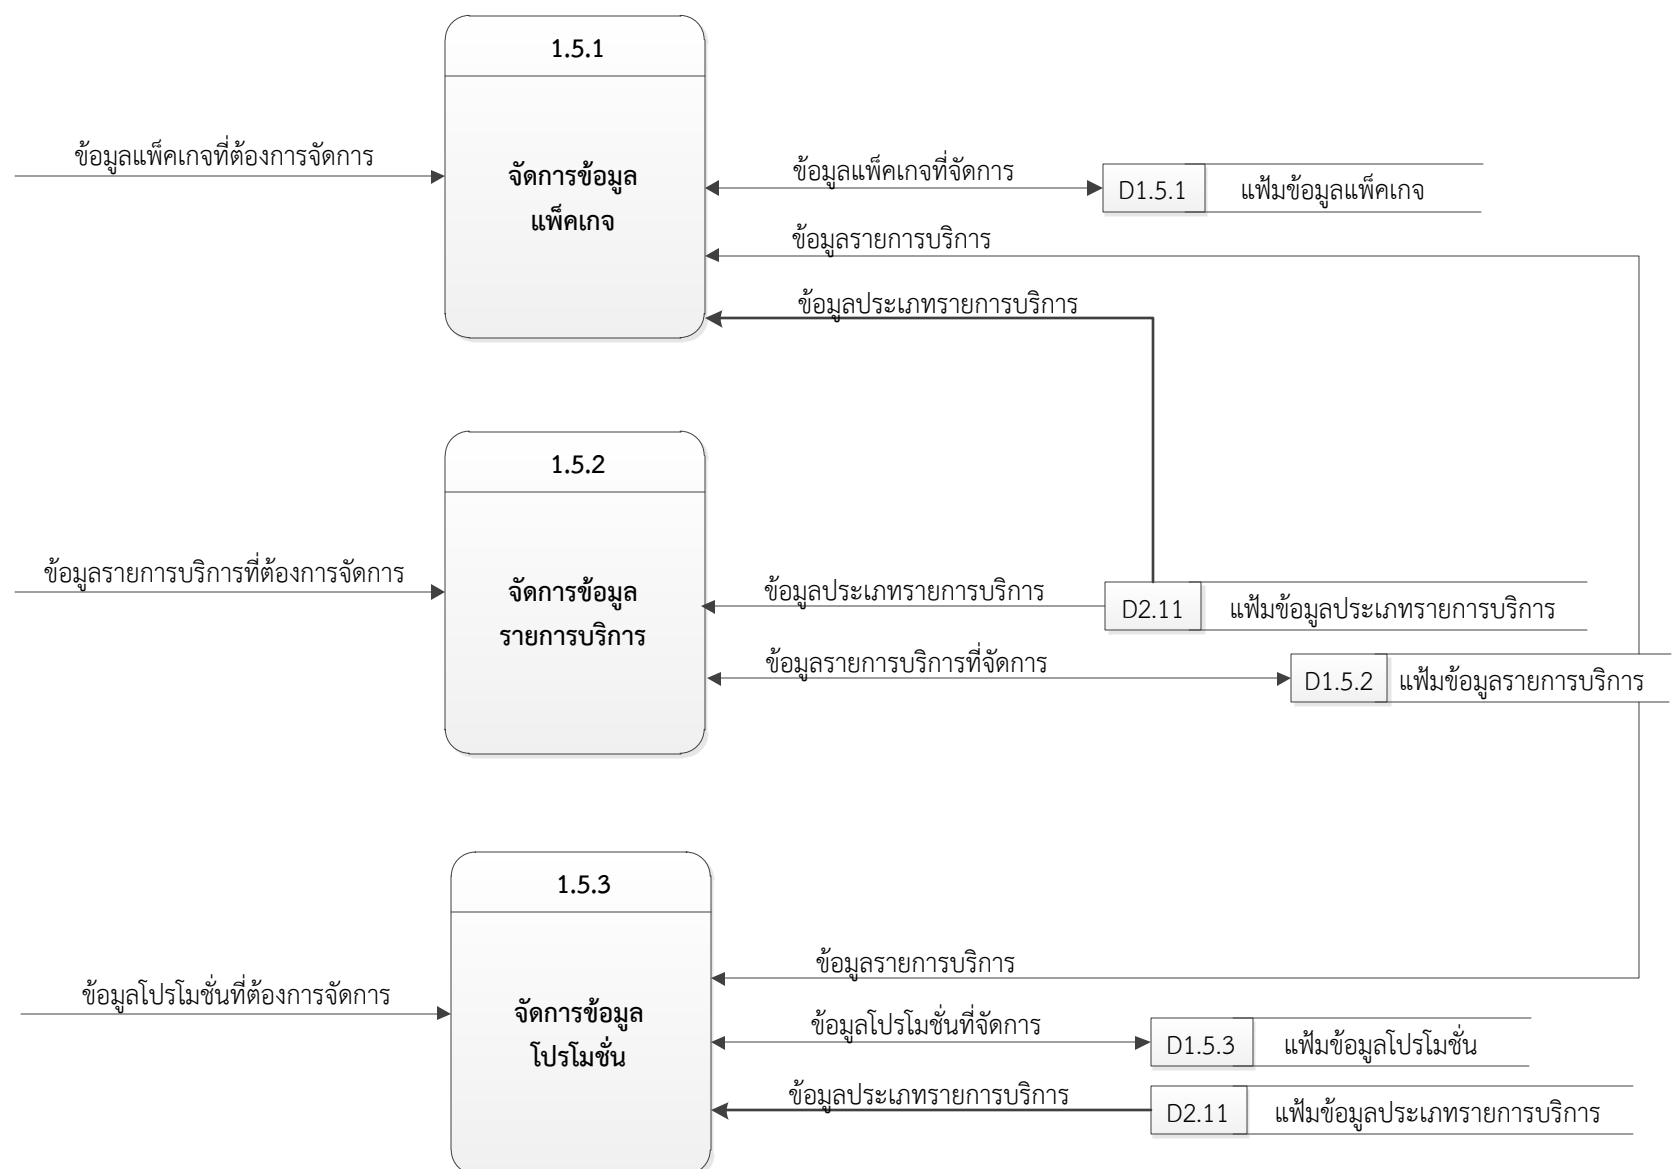 1.5.1
ข้อมูลแพ็คเกจที่ต้องการจัดการ
จัดการข้อมูล
แพ็คเกจ
ข้อมูลแพ็คเกจที่จัดการ
D1.5.1 แฟ้มข้อมูลแพ็คเกจ
ข้อมูลรายการบริการ
ข้อมูลประเภทรายการบริการ
1.5.2
ข้อมูลรายการบริการที่ต้องการจัดการ
จัดการข้อมูล
รายการบริการ
ข้อมูลประเภทรายการบริการ
D2.11 แฟ้มข้อมูลประเภทรายการบริการ
ข้อมูลรายการบริการที่จัดการ
D1.5.2 แฟ้มข้อมูลรายการบริการ
1.5.3
ข้อมูลโปรโมชั่นที่ต้องการจัดการ
จัดการข้อมูล
โปรโมชั่น
ข้อมูลรายการบริการ
ข้อมูลโปรโมชั่นที่จัดการ
D1.5.3 แฟ้มข้อมูลโปรโมชั่น
ข้อมูลประเภทรายการบริการ
D2.11 แฟ้มข้อมูลประเภทรายการบริการ